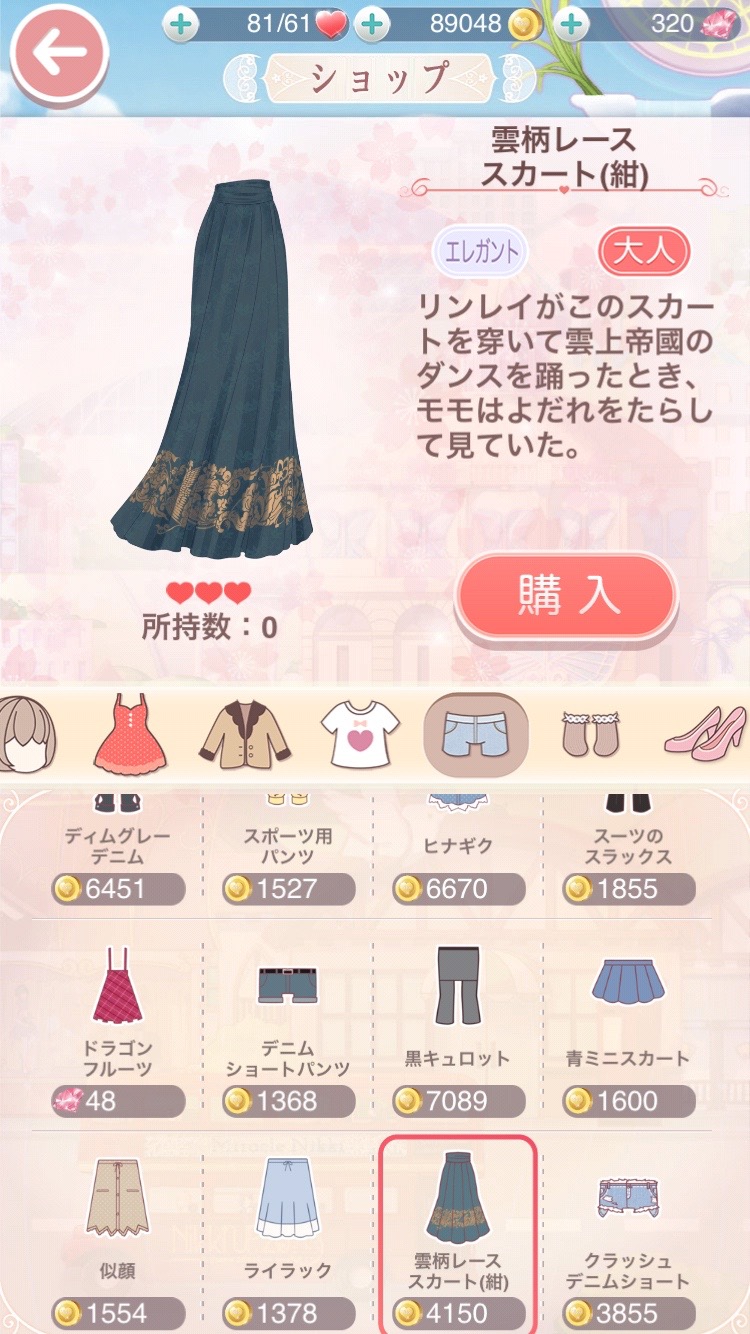 81/61
89048
320
ショップ
雲柄レース
スカート(紺)
エレガント
大人
リンレイがこのスカー
トを穿いて雲上帝國の
ダンスを踊ったとき、
モモはよだれをたらし
て見ていた。
購入
所持数：0
ディムグレー
デニム
スポーツ用
パンツ
ヒナギク
スーツの
スラックス
6451
1527
6670
1855
ドラゴン
フルーツ
デニム
ショートパンツ
黒キュロット
青ミニスカート
48
1368
7089
1600
似顔
ライラック
雲柄レース
スカート(紺)
クラッシュ
デニムショート
1554
1378
4150
3855